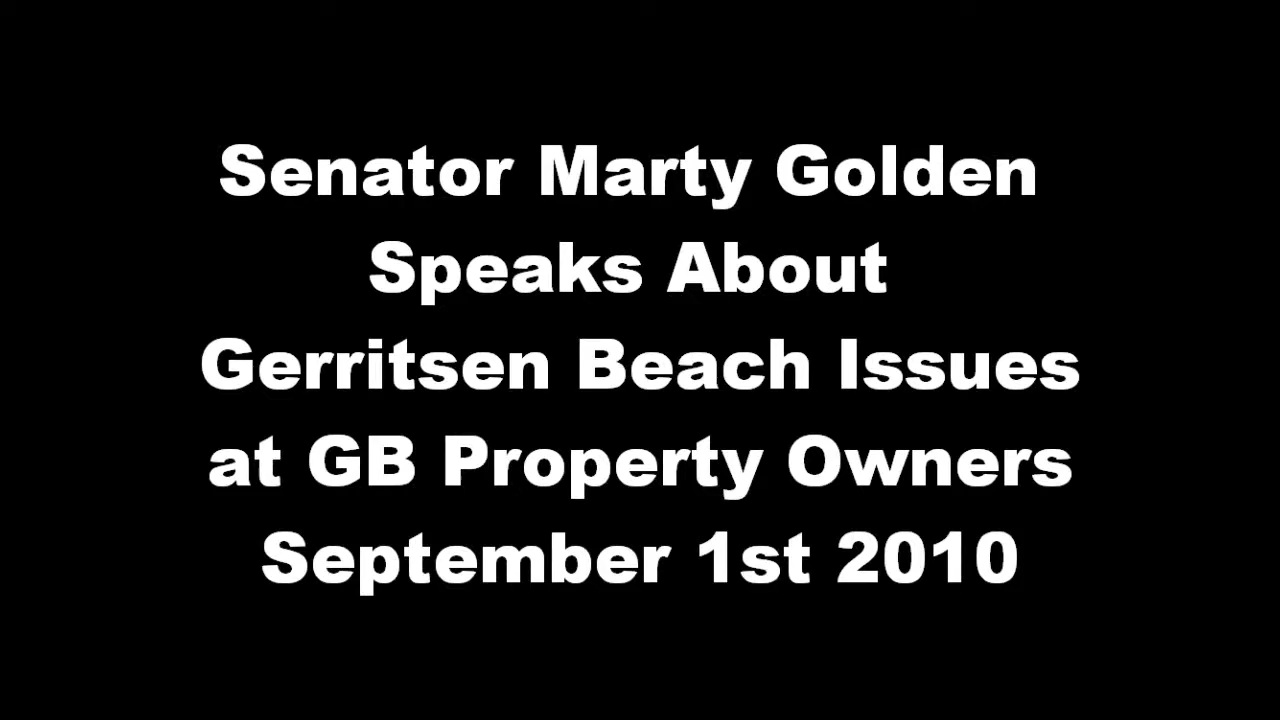 Senator Marty Golden
Speaks About
Gerritsen Beach Issues
at GB Property Owners
September 1st 2010